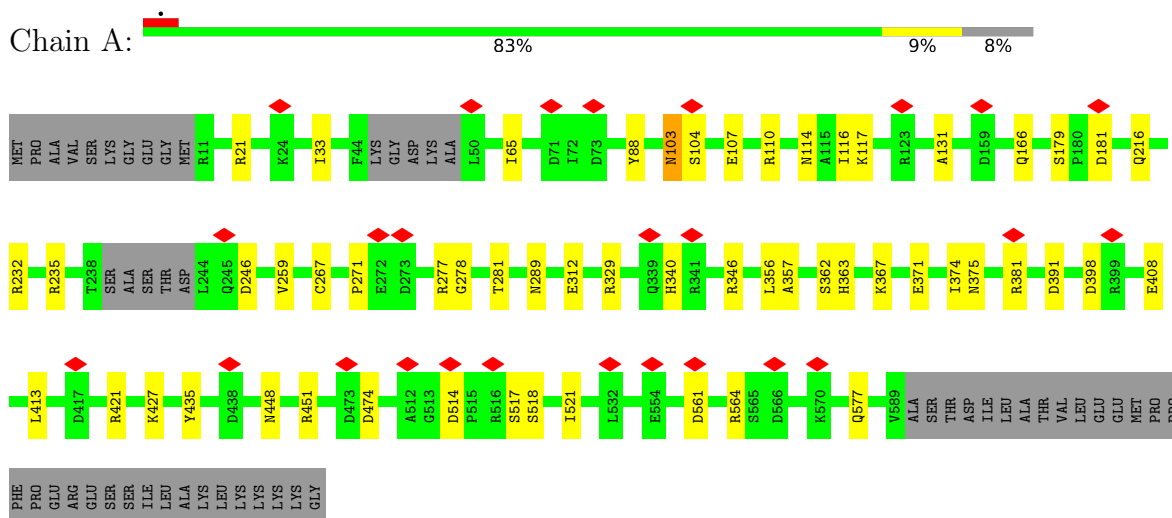 Chain A:
83% 9% 8%
MET PRO ALA VAL SER LYS GLY GLU GLY MET R11 R21 K24 I33 F44 LYS GLY ASP LYS ALA L50 I65 D71 I72 D73 Y88 N103 S104 E107 R110 N114 A115 I116 K117 R123 A131 D159 Q166 S179 P180 D181 Q216
R232 R235 T238 SER ALA SER THR ASP L244 Q245 D246 V259 C267 P271 E272 D273 R277 G278 T281 N289 E312 R329 Q339 H340 R341 R346 L356 A357 S362 H363 K367 E371 I374 N375 R381 D391 D398 R399 E408
L413 D417 R421 K427 Y435 D438 N448 R451 D473 D474 A512 G513 D514 P515 R516 S517 S518 I521 L532 E554 D561 R564 S565 D566 K570 Q577 V589 ALA SER THR ASP ILE LEU ALA THR VAL LEU GLU GLU MET PRO PRO
PHE PRO GLU ARG GLU SER SER ILE LEU ALA LYS LEU LYS LYS LYS LYS GLY